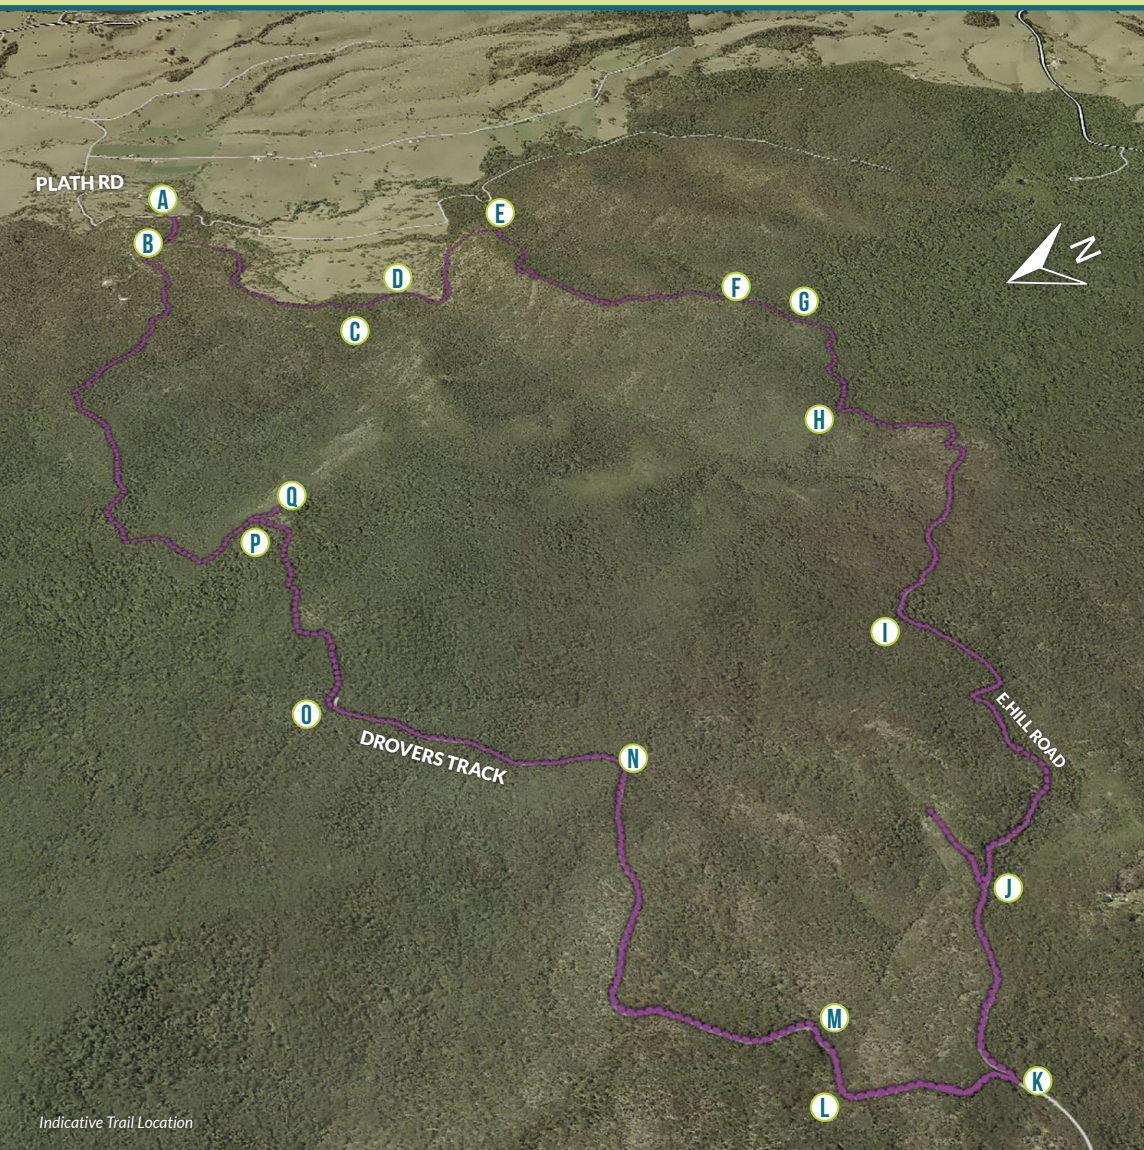 PLATH RD
A
B
E
D
C
F
G
N
H
Q
P
I
O
E.HILL ROAD
DROVERS TRACK
N
J
M
K
L
Indicative Trail Location